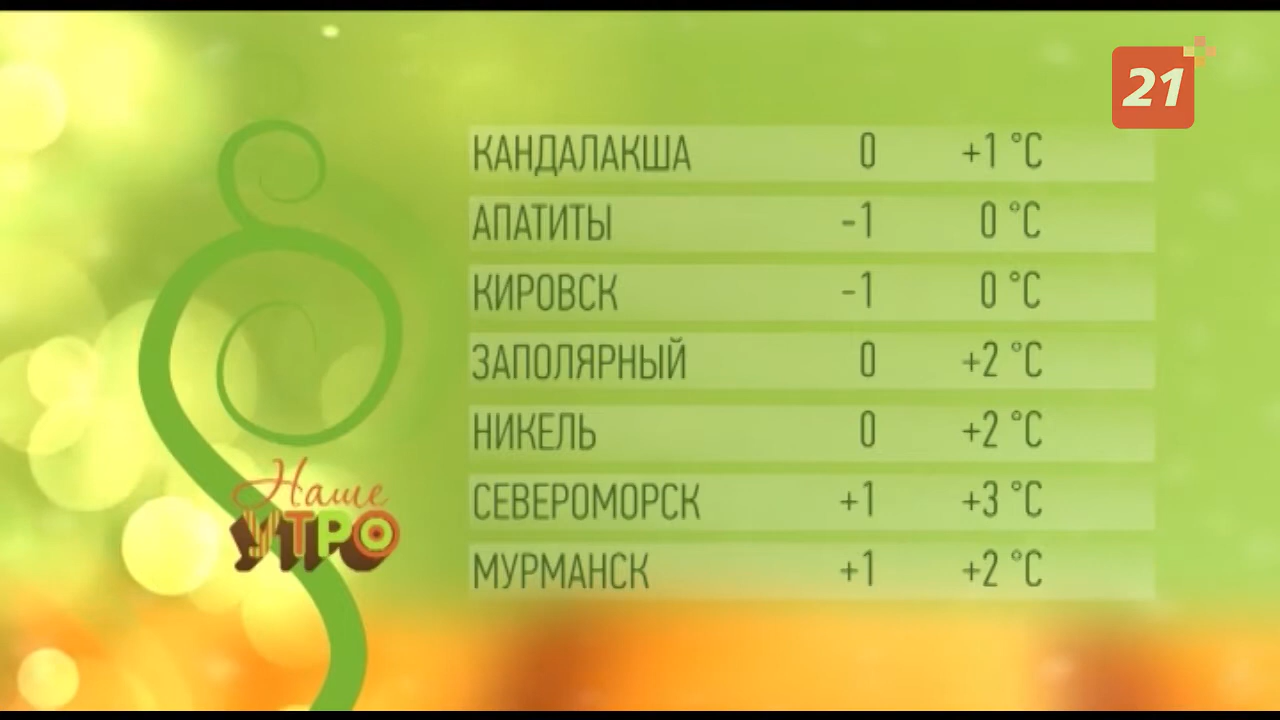 21
КАНДАЛАКША 0 +1 °C
АПАТИТЫ -1 0 °C
КИРОВСК -1 0 °C
ЗАПОЛЯРНЫЙ 0 +2 °C
НИКЕЛЬ 0 +2 °C
СЕВЕРОМОРСК +1 +3 °C
МУРМАНСК +1 +2 °C
Наше
УТРО